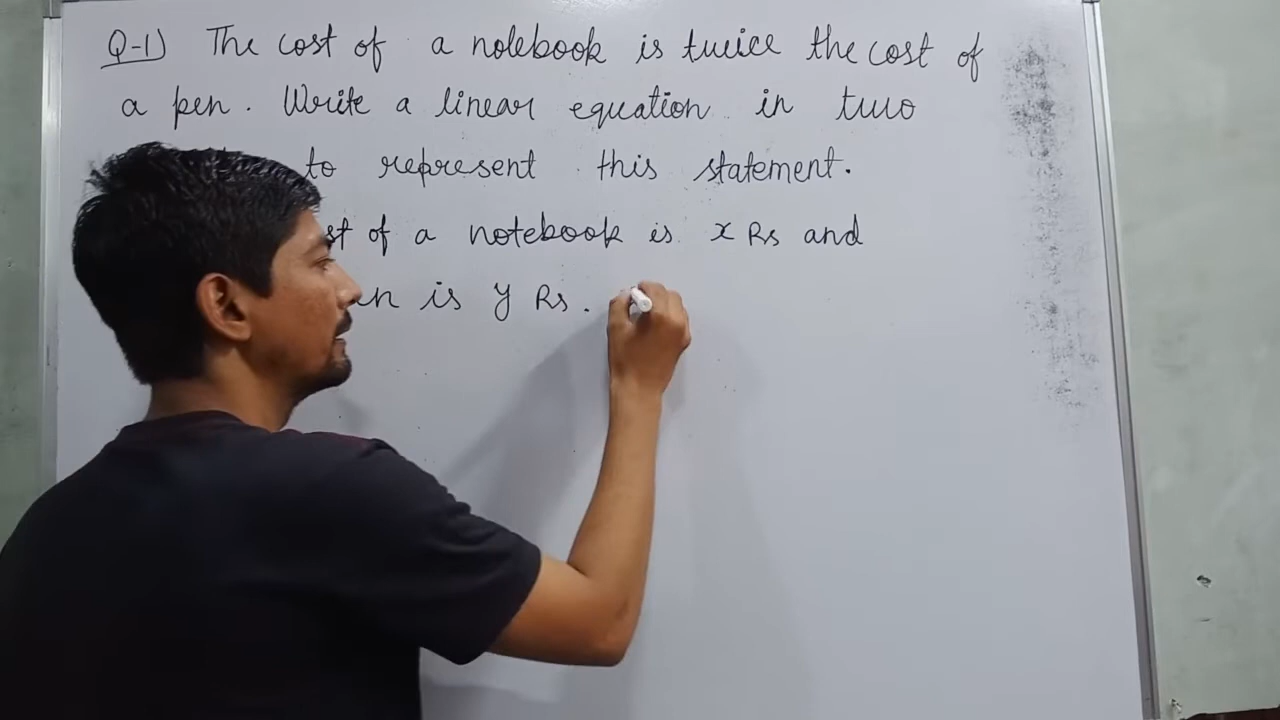 Q-1) The cost of a notebook is twice the cost of
a pen. Write a linear equation in two
to represent this statement.
of a notebook is x Rs and
is y Rs.